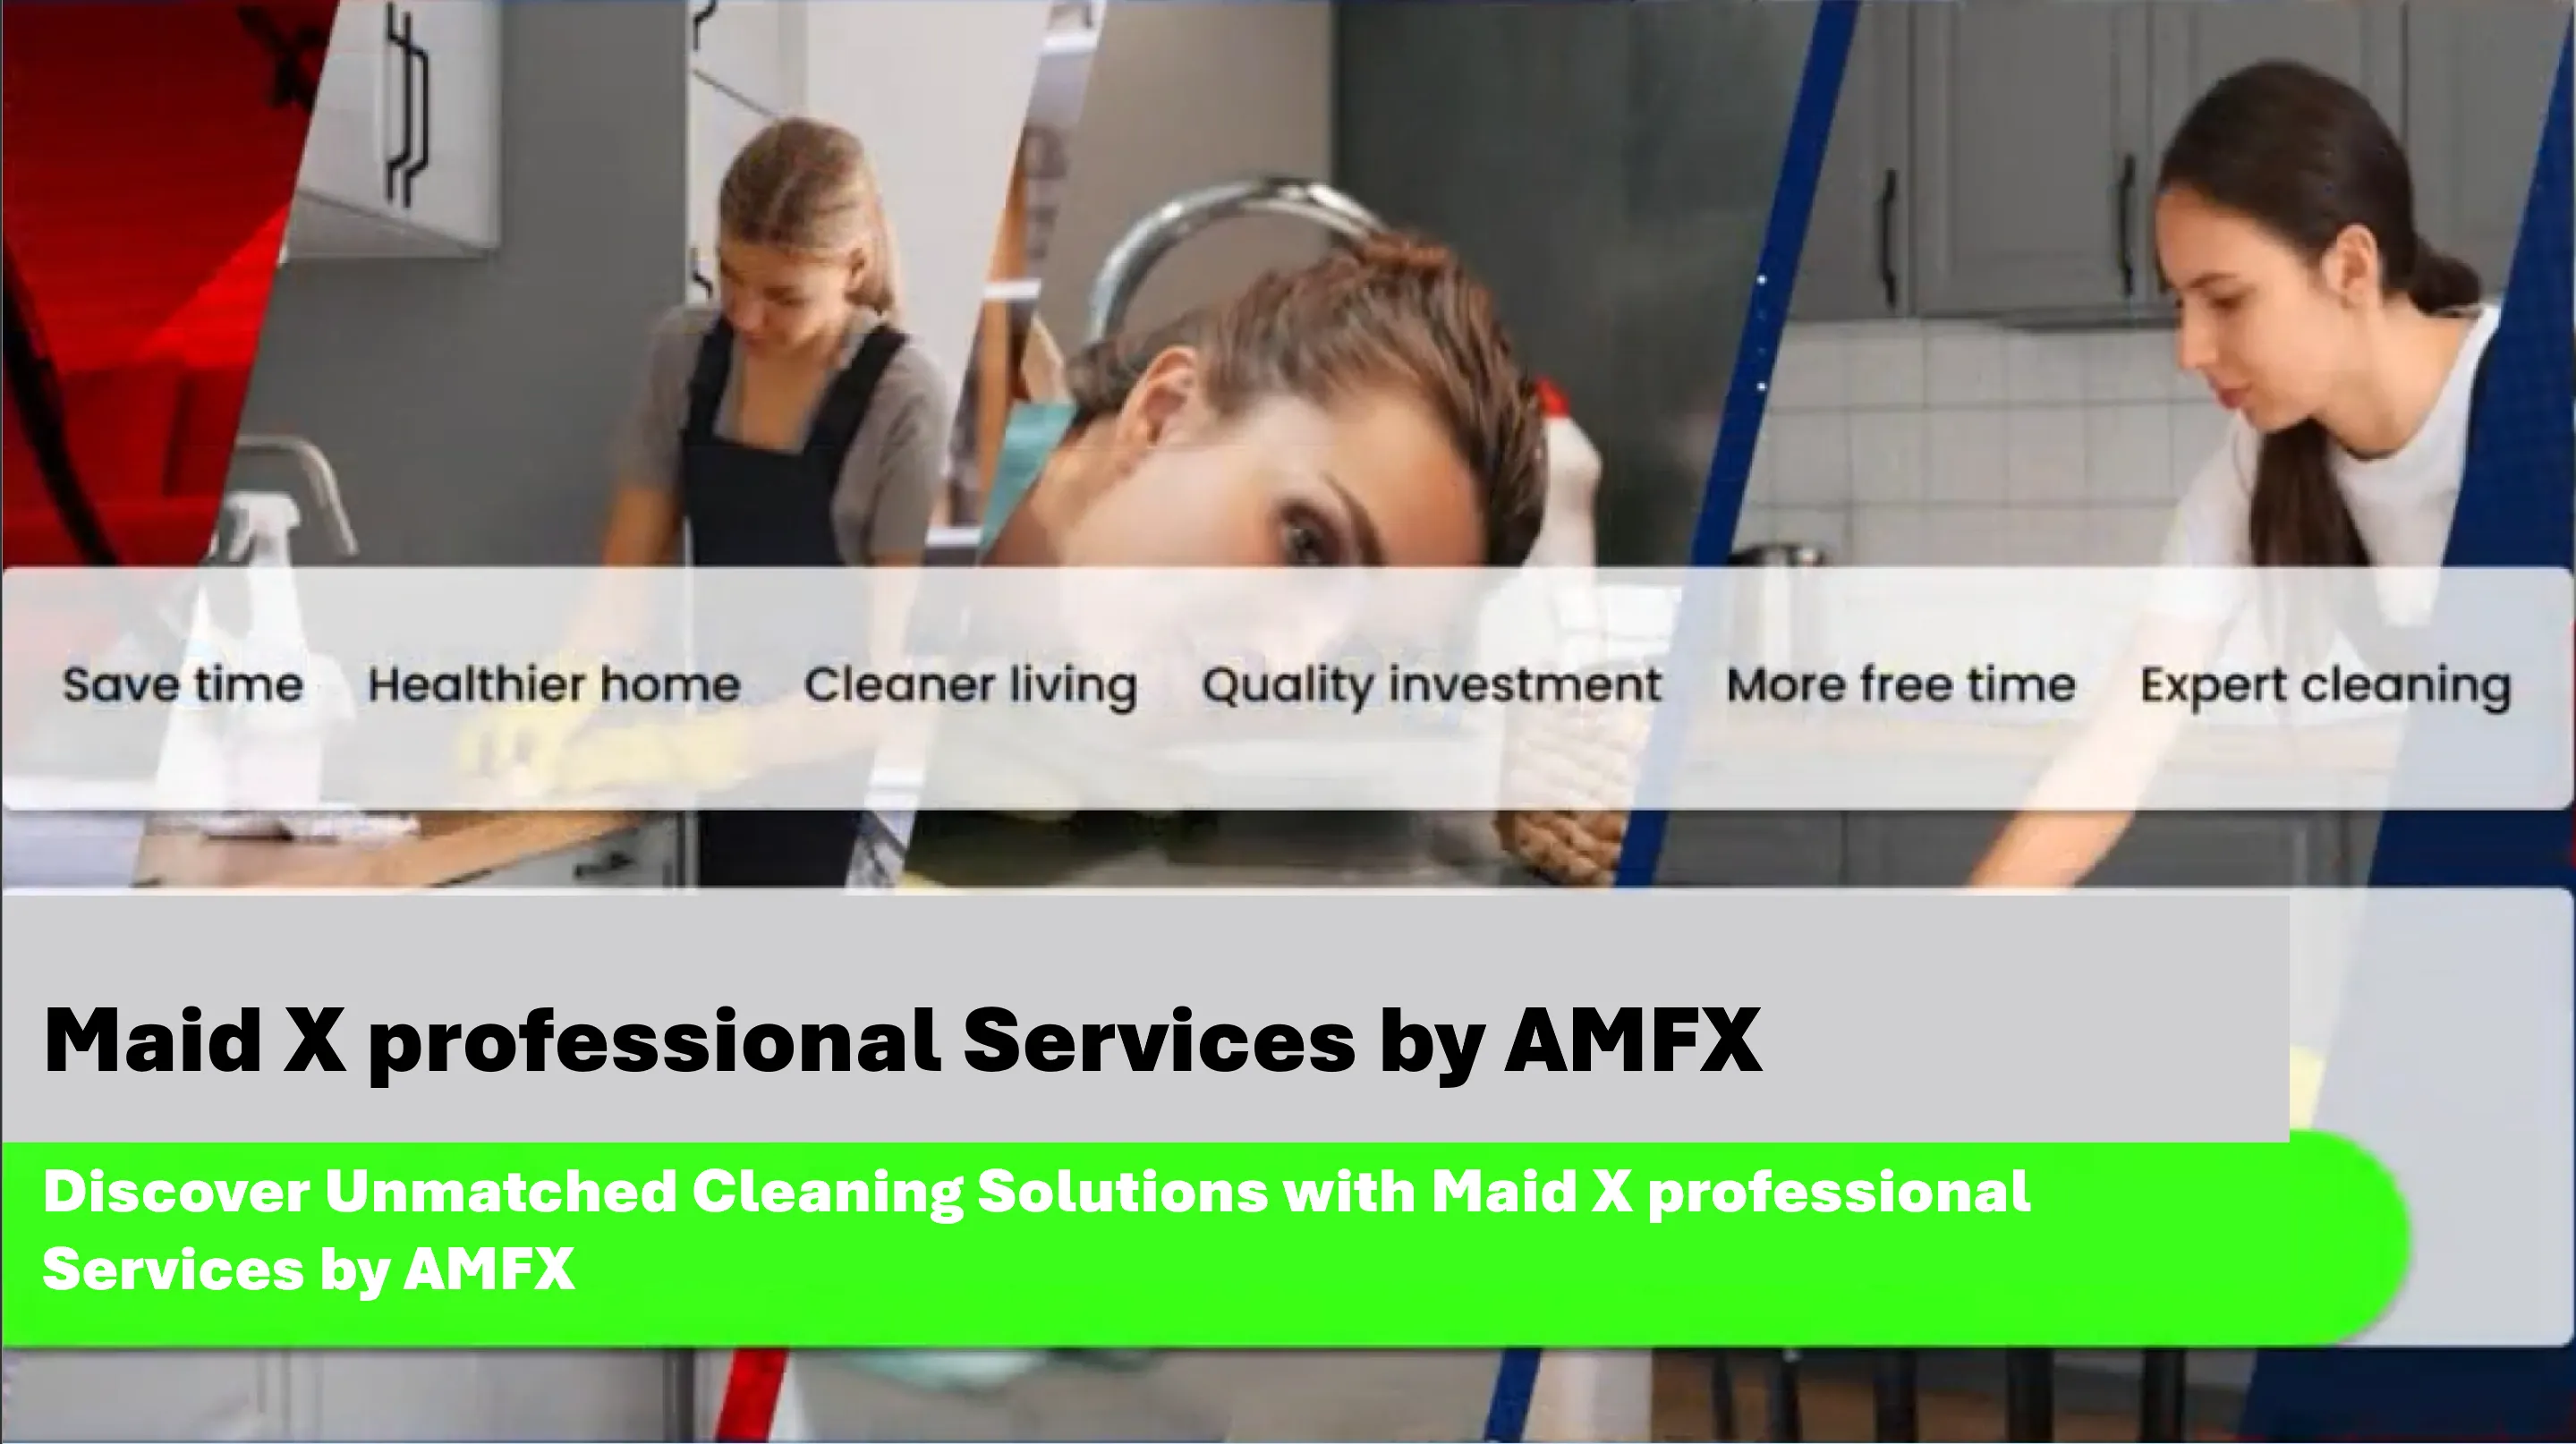 Save time Healthier home Cleaner living Quality investment More free time Expert cleaning
Maid X professional Services by AMFX
Discover Unmatched Cleaning Solutions with Maid X professional
Services by AMFX